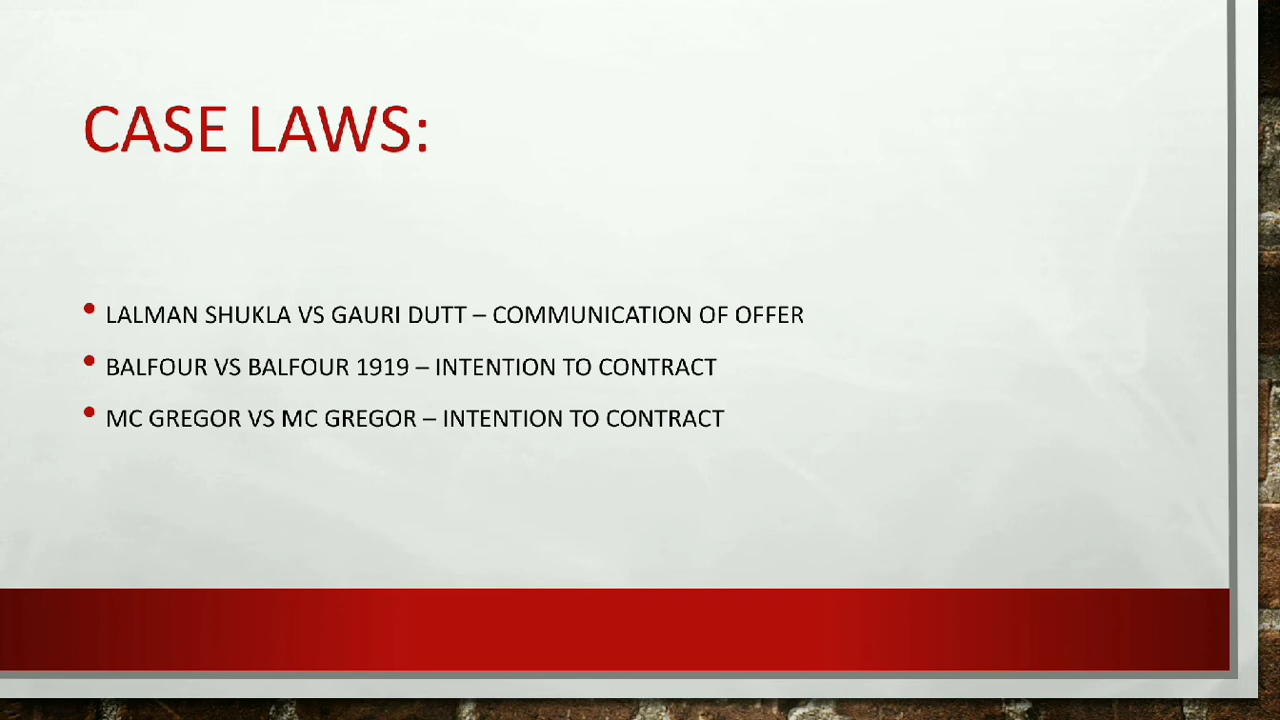 CASE LAWS:
• LALMAN SHUKLA VS GAURI DUTT – COMMUNICATION OF OFFER
• BALFOUR VS BALFOUR 1919 – INTENTION TO CONTRACT
• MC GREGOR VS MC GREGOR – INTENTION TO CONTRACT